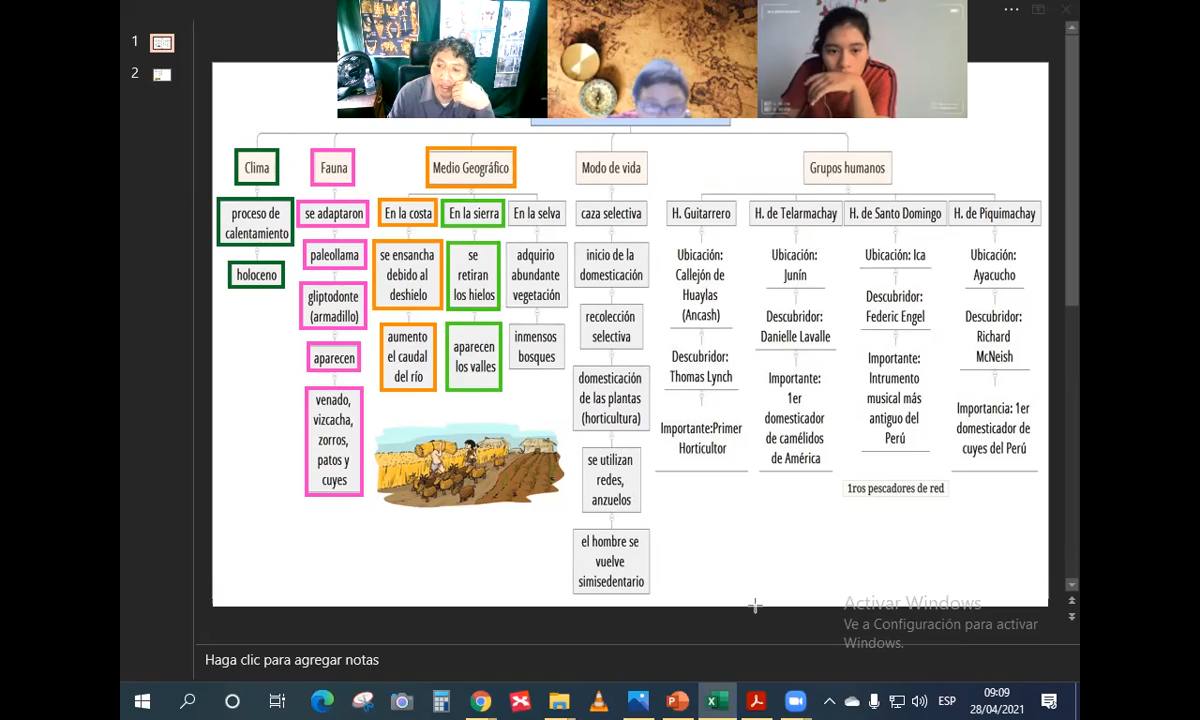 1
2
Clima
Fauna
Medio Geográfico
Modo de vida
Grupos humanos
proceso de
calentamiento
holoceno
se adaptaron
paleollama
gliptodonte
(armadillo)
aparecen
venado,
vizcacha,
zorros,
patos y
cuyes
En la costa
se ensancha
debido al
deshielo
aumento
el caudal
del río
En la sierra
se
retiran
los hielos
aparecen
los valles
En la selva
adquirio
abundante
vegetación
inmensos
bosques
caza selectiva
inicio de la
domesticación
recolección
selectiva
domesticación
de las plantas
(horticultura)
se utilizan
redes,
anzuelos
el hombre se
vuelve
simisedentario
H. Guitarrero
Ubicación:
Callejón de
Huaylas
(Ancash)
Descubridor:
Thomas Lynch
Importante:Primer
Horticultor
H. de Telarmachay
Ubicación:
Junín
Descubridor:
Danielle Lavalle
Importante:
1er
domesticador
de camélidos
de América
H. de Santo Domingo
Ubicación: Ica
Descubridor:
Federic Engel
Importante:
Intrumento
musical más
antiguo del
Perú
1ros pescadores de red
H. de Piquimachay
Ubicación:
Ayacucho
Descubridor:
Richard
McNeish
Importancia: 1er
domesticador de
cuyes del Perú
Activar Windows
Ve a Configuración para activar
Windows.
Haga clic para agregar notas
ESP
09:09
28/04/2021